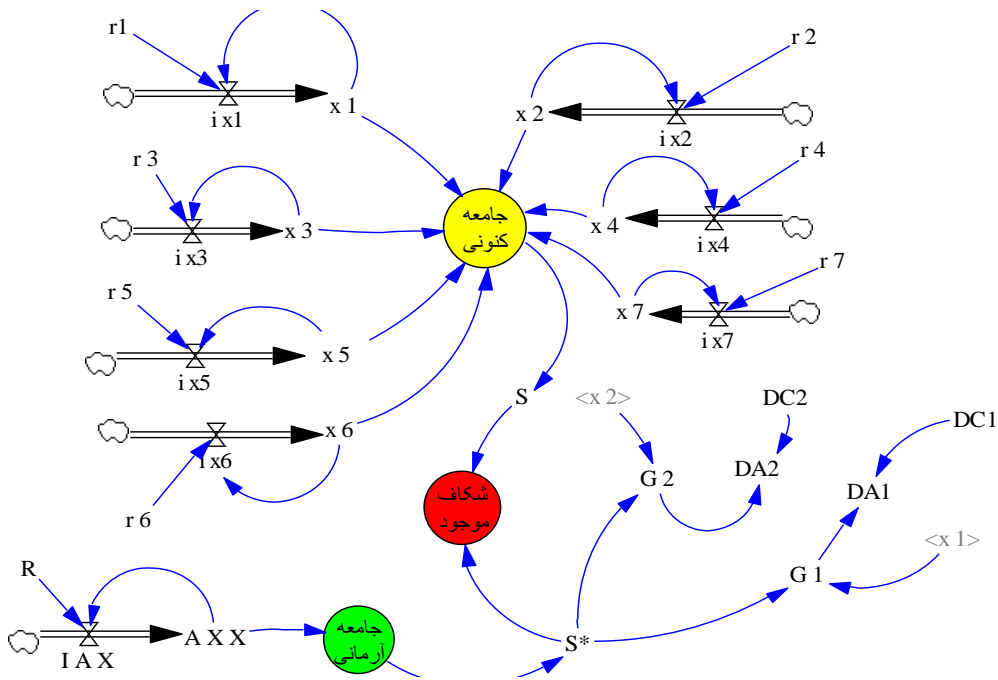 r1
r 2
x 1
i x1
x 2
i x2
r 3
r 4
x 3
i x3
جامعه
کنونی
x 4
i x4
r 5
r 7
x 7
i x7
x 5
i x5
S
<x 2>
DC2
DC1
x 6
i x6
r 6
شکاف
موجود
G 2
DA2
DA1
<x 1>
G 1
R
A X X
I A X
جامعه
آرمانی
S*